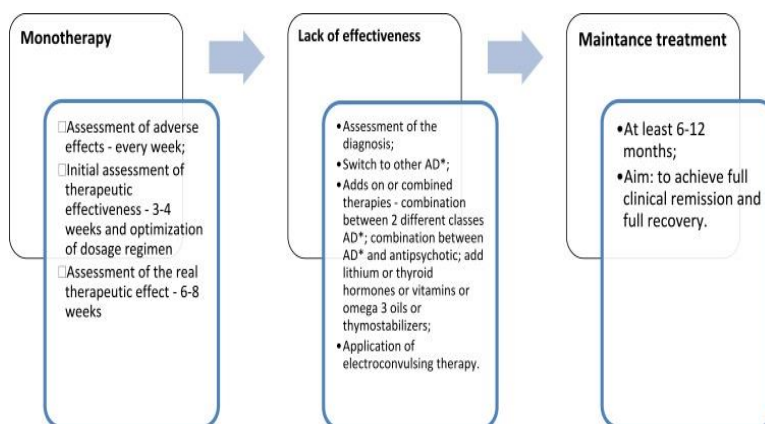 Monotherapy
□Assessment of adverse
effects - every week;
□Initial assessment of
therapeutic
effectiveness - 3-4
weeks and optimization
of dosage regimen
□Assessment of the real
therapeutic effect - 6-8
weeks
Lack of effectiveness
•Assessment of the
diagnosis;
•Switch to other AD*;
•Adds on or combined
therapies - combination
between 2 different classes
AD*; combination between
AD* and antipsychotic; add
lithium or thyroid
hormones or vitamins or
omega 3 oils or
thymostabilizers;
•Application of
electroconvulsing therapy.
Maintance treatment
•At least 6-12
months;
•Aim: to achieve full
clinical remission and
full recovery.